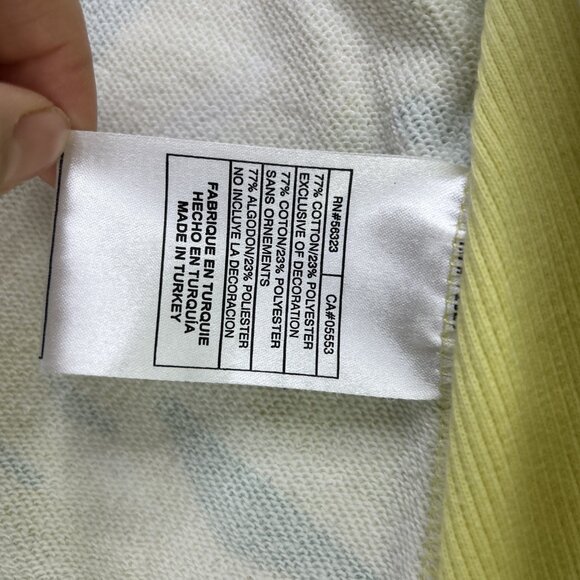 RN#56323 CA#05553
77% COTTON/23% POLYESTER
EXCLUSIVE OF DECORATION
77% COTON/23% POLYESTER
SANS ORNEMENTS
77% ALGODON/23% POLIESTER
NO INCLUYE LA DECORACION
FABRIQUE EN TURQUIE
HECHO EN TURQUIA
MADE IN TURKEY